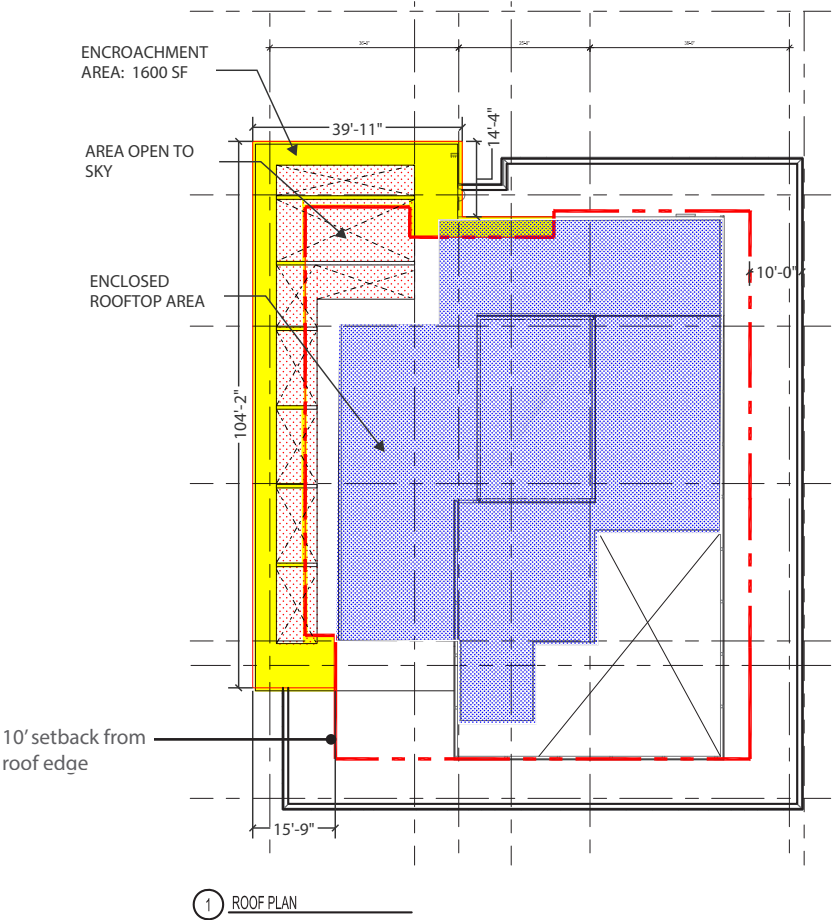 ENCROACHMENT
AREA: 1600 SF
39'-11"
14'-4"
AREA OPEN TO
SKY
10'-0"
ENCLOSED
ROOFTOP AREA
104'-2"
10' setback from
roof edge
15'-9"
1 ROOF PLAN